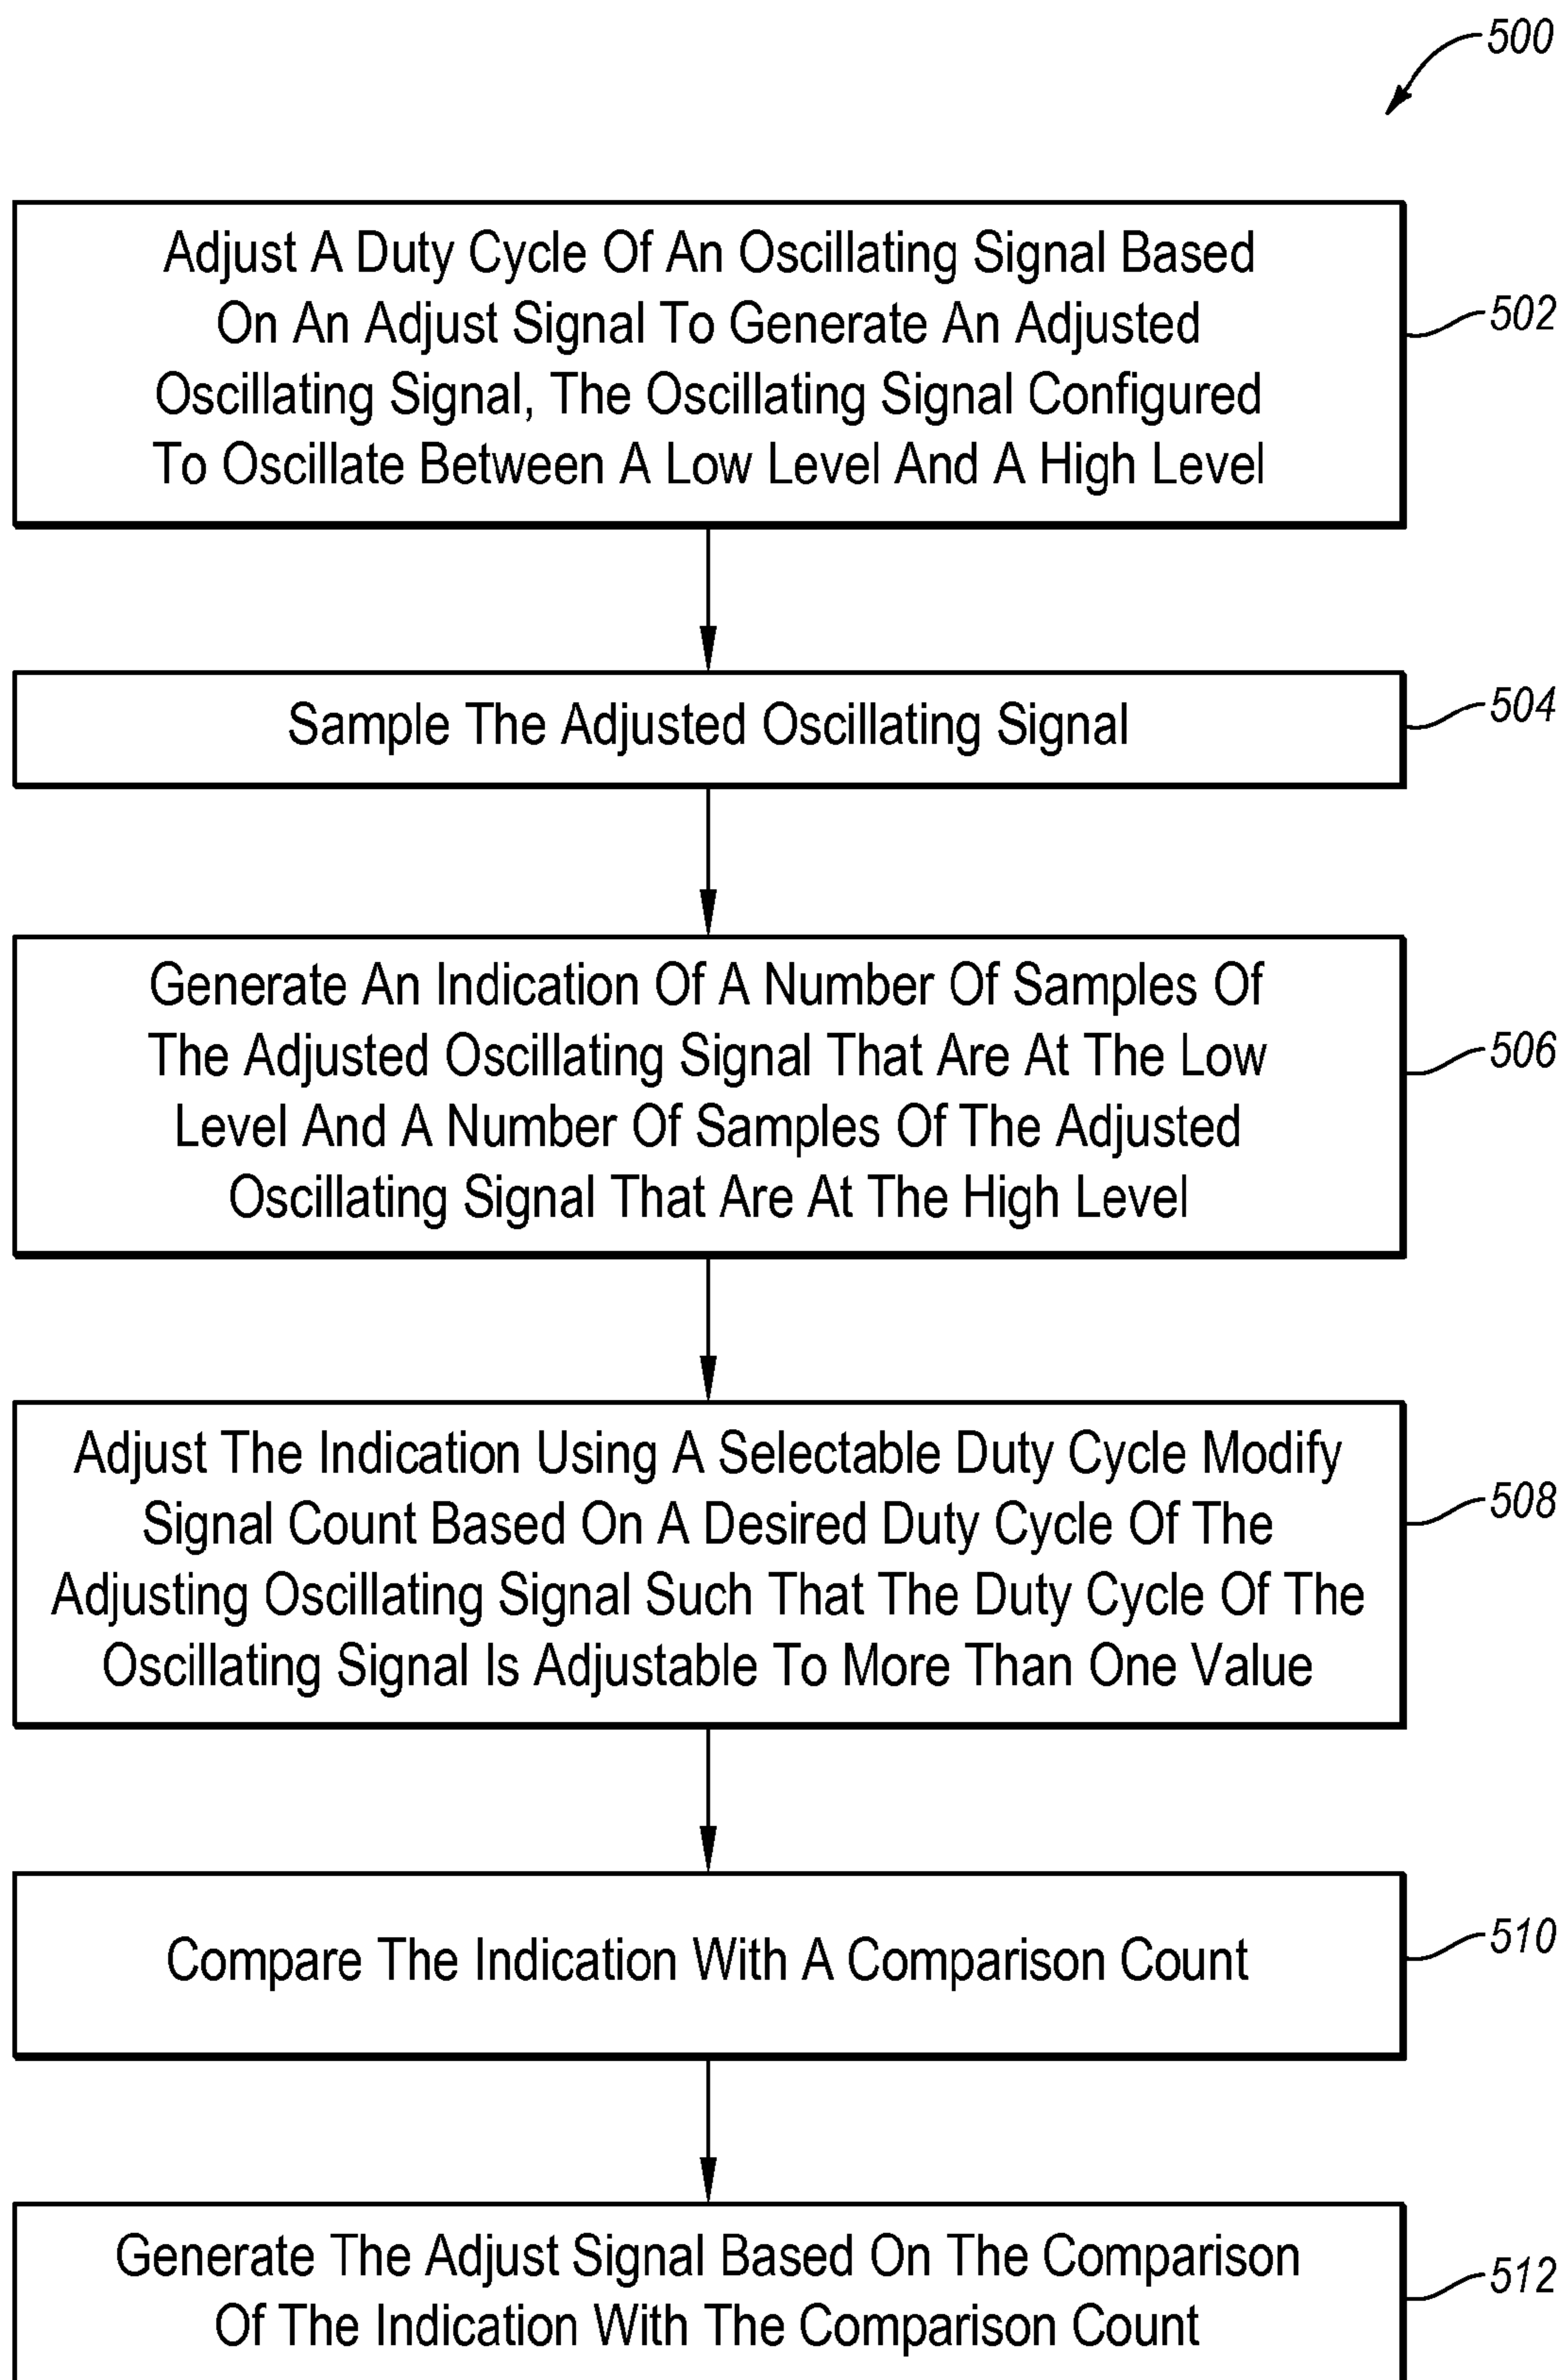 500
Adjust A Duty Cycle Of An Oscillating Signal Based
On An Adjust Signal To Generate An Adjusted
Oscillating Signal, The Oscillating Signal Configured
To Oscillate Between A Low Level And A High Level
502
Sample The Adjusted Oscillating Signal
504
Generate An Indication Of A Number Of Samples Of
The Adjusted Oscillating Signal That Are At The Low
Level And A Number Of Samples Of The Adjusted
Oscillating Signal That Are At The High Level
506
Adjust The Indication Using A Selectable Duty Cycle Modify
Signal Count Based On A Desired Duty Cycle Of The
Adjusting Oscillating Signal Such That The Duty Cycle Of The
Oscillating Signal Is Adjustable To More Than One Value
508
Compare The Indication With A Comparison Count
510
Generate The Adjust Signal Based On The Comparison
Of The Indication With The Comparison Count
512